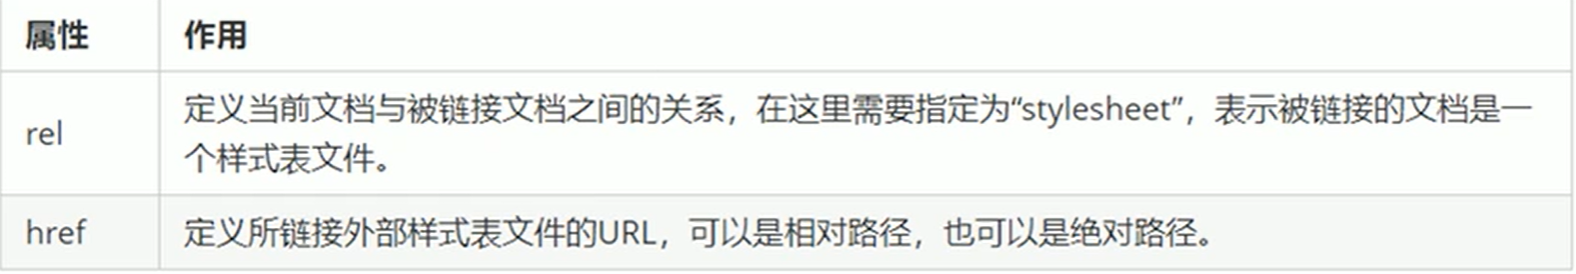 属性 作用
rel
定义当前文档与被链接文档之间的关系，在这里需要指定为“stylesheet”，表示被链接的文档是一
个样式表文件。
href 定义所链接外部样式表文件的URL，可以是相对路径，也可以是绝对路径。